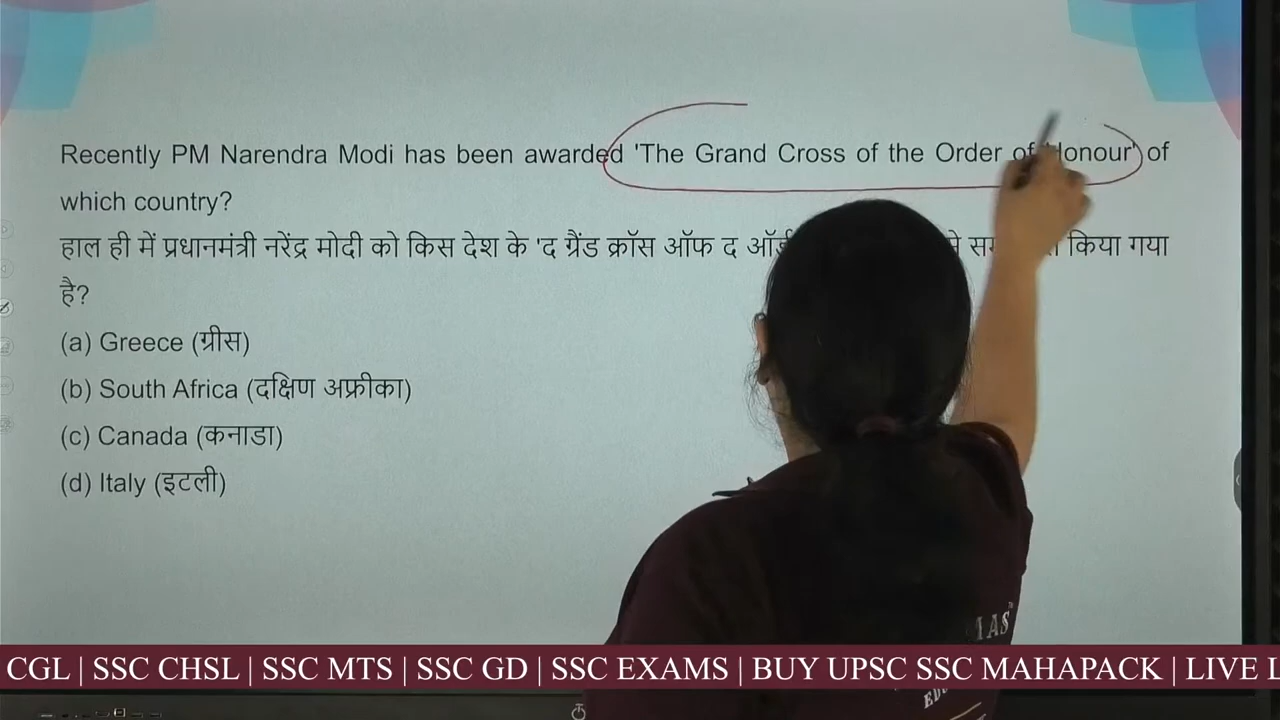 Recently PM Narendra Modi has been awarded 'The Grand Cross of the Order of Honour' of
which country?
हाल ही में प्रधानमंत्री नरेंद्र मोदी को किस देश के 'द ग्रैंड क्रॉस ऑफ द किया गया
है?
(a) Greece (ग्रीस)
(b) South Africa (दक्षिण अफ्रीका)
(c) Canada (कनाडा)
(d) Italy (इटली)
CGL | SSC CHSL | SSC MTS | SSC GD | SSC EXAMS | BUY UPSC SSC MAHAPACK | LIVE